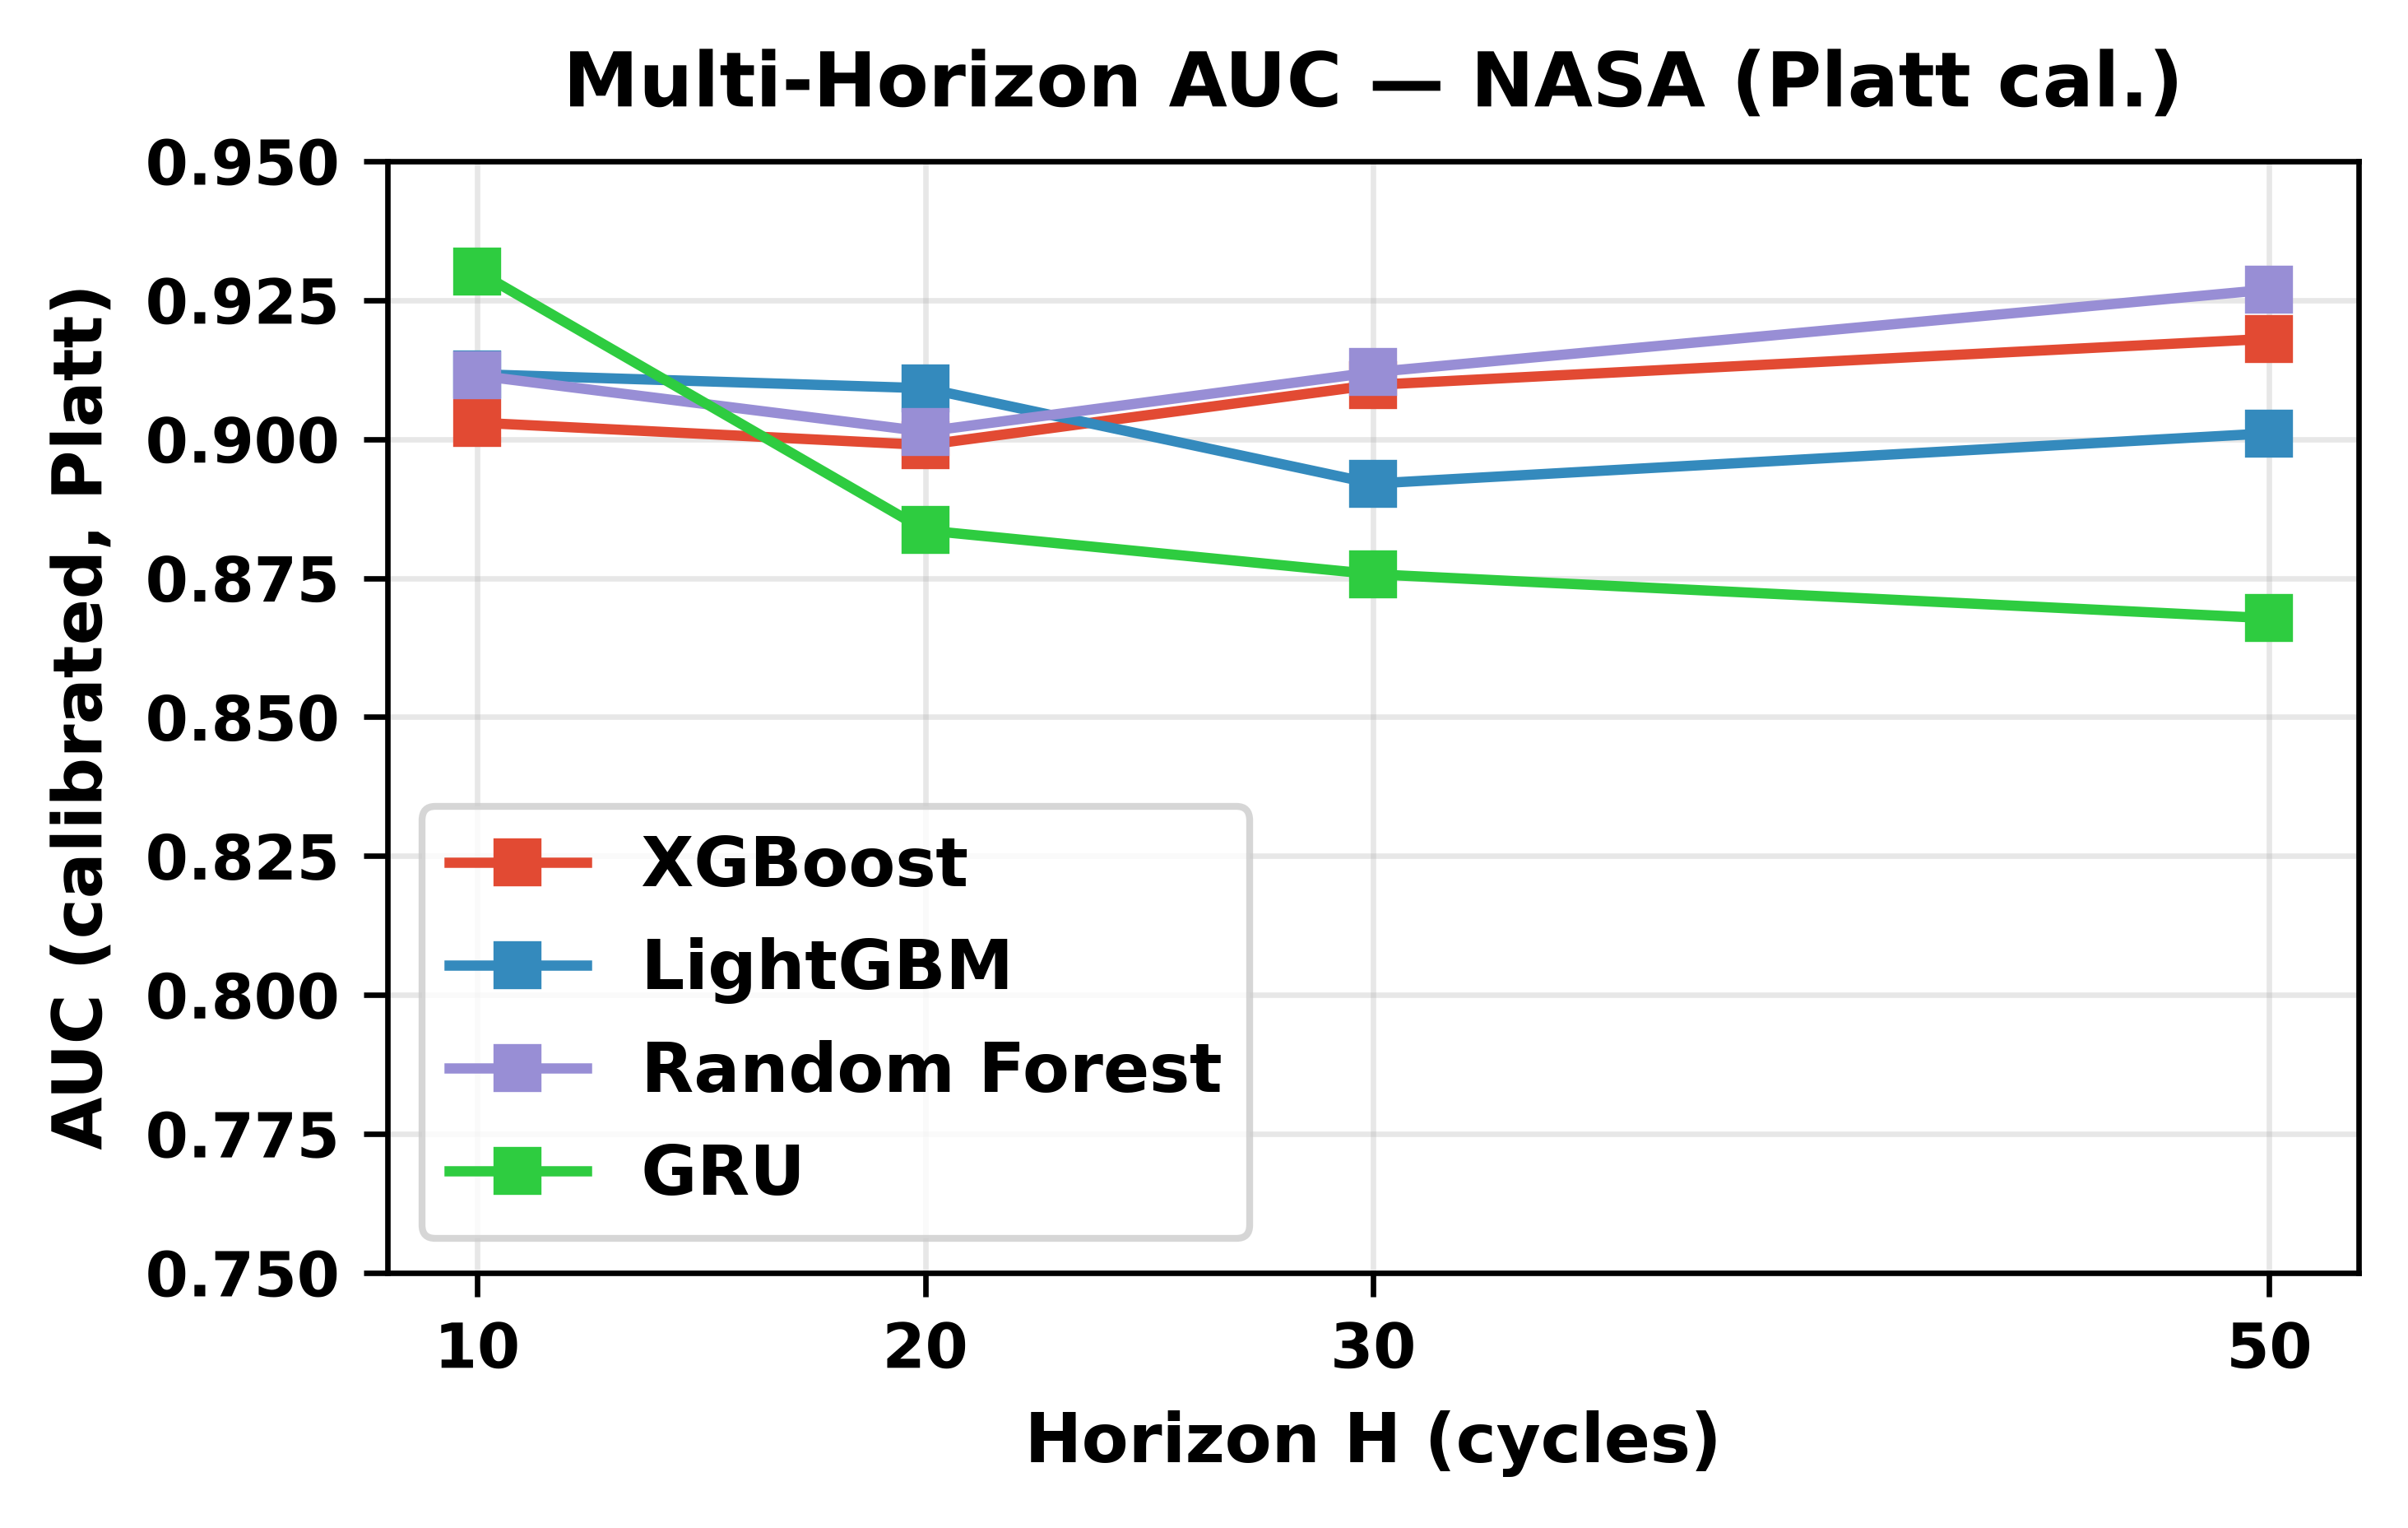 Multi-Horizon AUC — NASA (Platt cal.)
AUC (calibrated, Platt)
0.950
0.925
0.900
0.875
0.850
0.825
0.800
0.775
0.750
XGBoost
LightGBM
Random Forest
GRU
10 20 30 50
Horizon H (cycles)